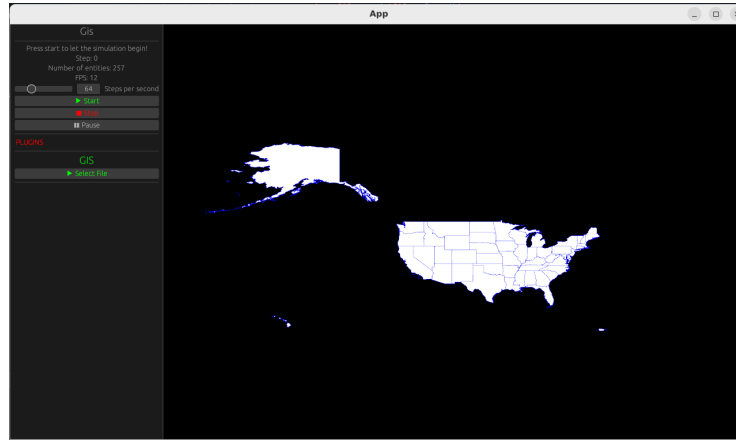 App
Gis
Press start to let the simulation begin!
Step: 0
Number of entities: 257
FPS: 12
64 Steps per second
Start
Stop
Pause
PLUGINS
GIS
Select File